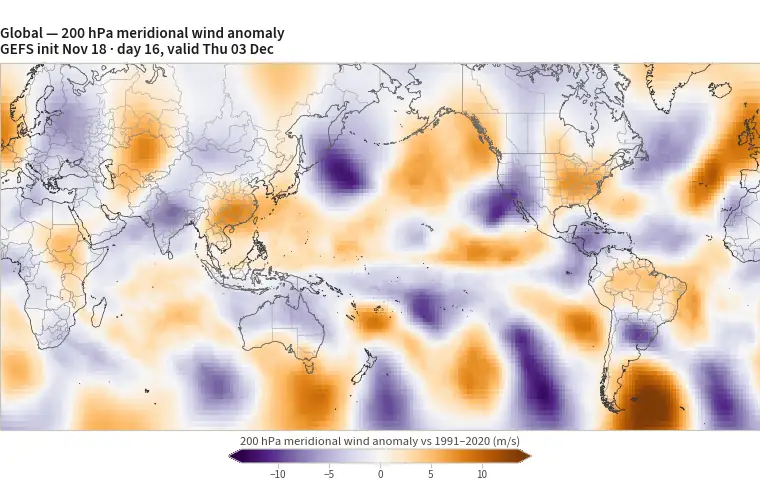 Global — 200 hPa meridional wind anomaly
GEFS init Nov 18 · day 16, valid Thu 03 Dec
200 hPa meridional wind anomaly vs 1991–2020 (m/s)
−10 −5 0 5 10